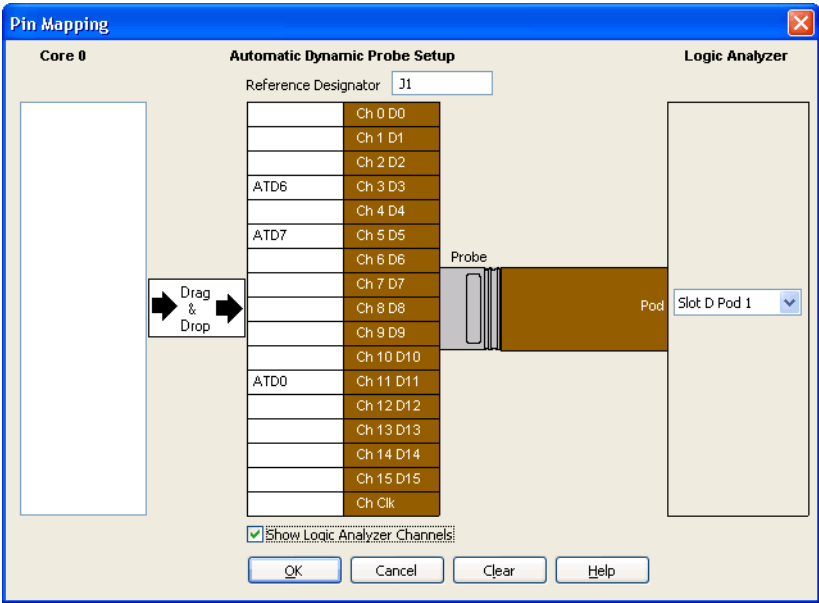 Pin Mapping
Core 0 Automatic Dynamic Probe Setup Logic Analyzer
Reference Designator J1
Ch 0 D0
Ch 1 D1
Ch 2 D2
ATD6 Ch 3 D3
Ch 4 D4
ATD7 Ch 5 D5
Ch 6 D6 Probe
Ch 7 D7
Drag
&
Drop
Ch 8 D8
Pod Slot D Pod 1
Ch 9 D9
Ch 10 D10
ATD0 Ch 11 D11
Ch 12 D12
Ch 13 D13
Ch 14 D14
Ch 15 D15
Ch Clk
Show Logic Analyzer Channels
OK Cancel Clear Help